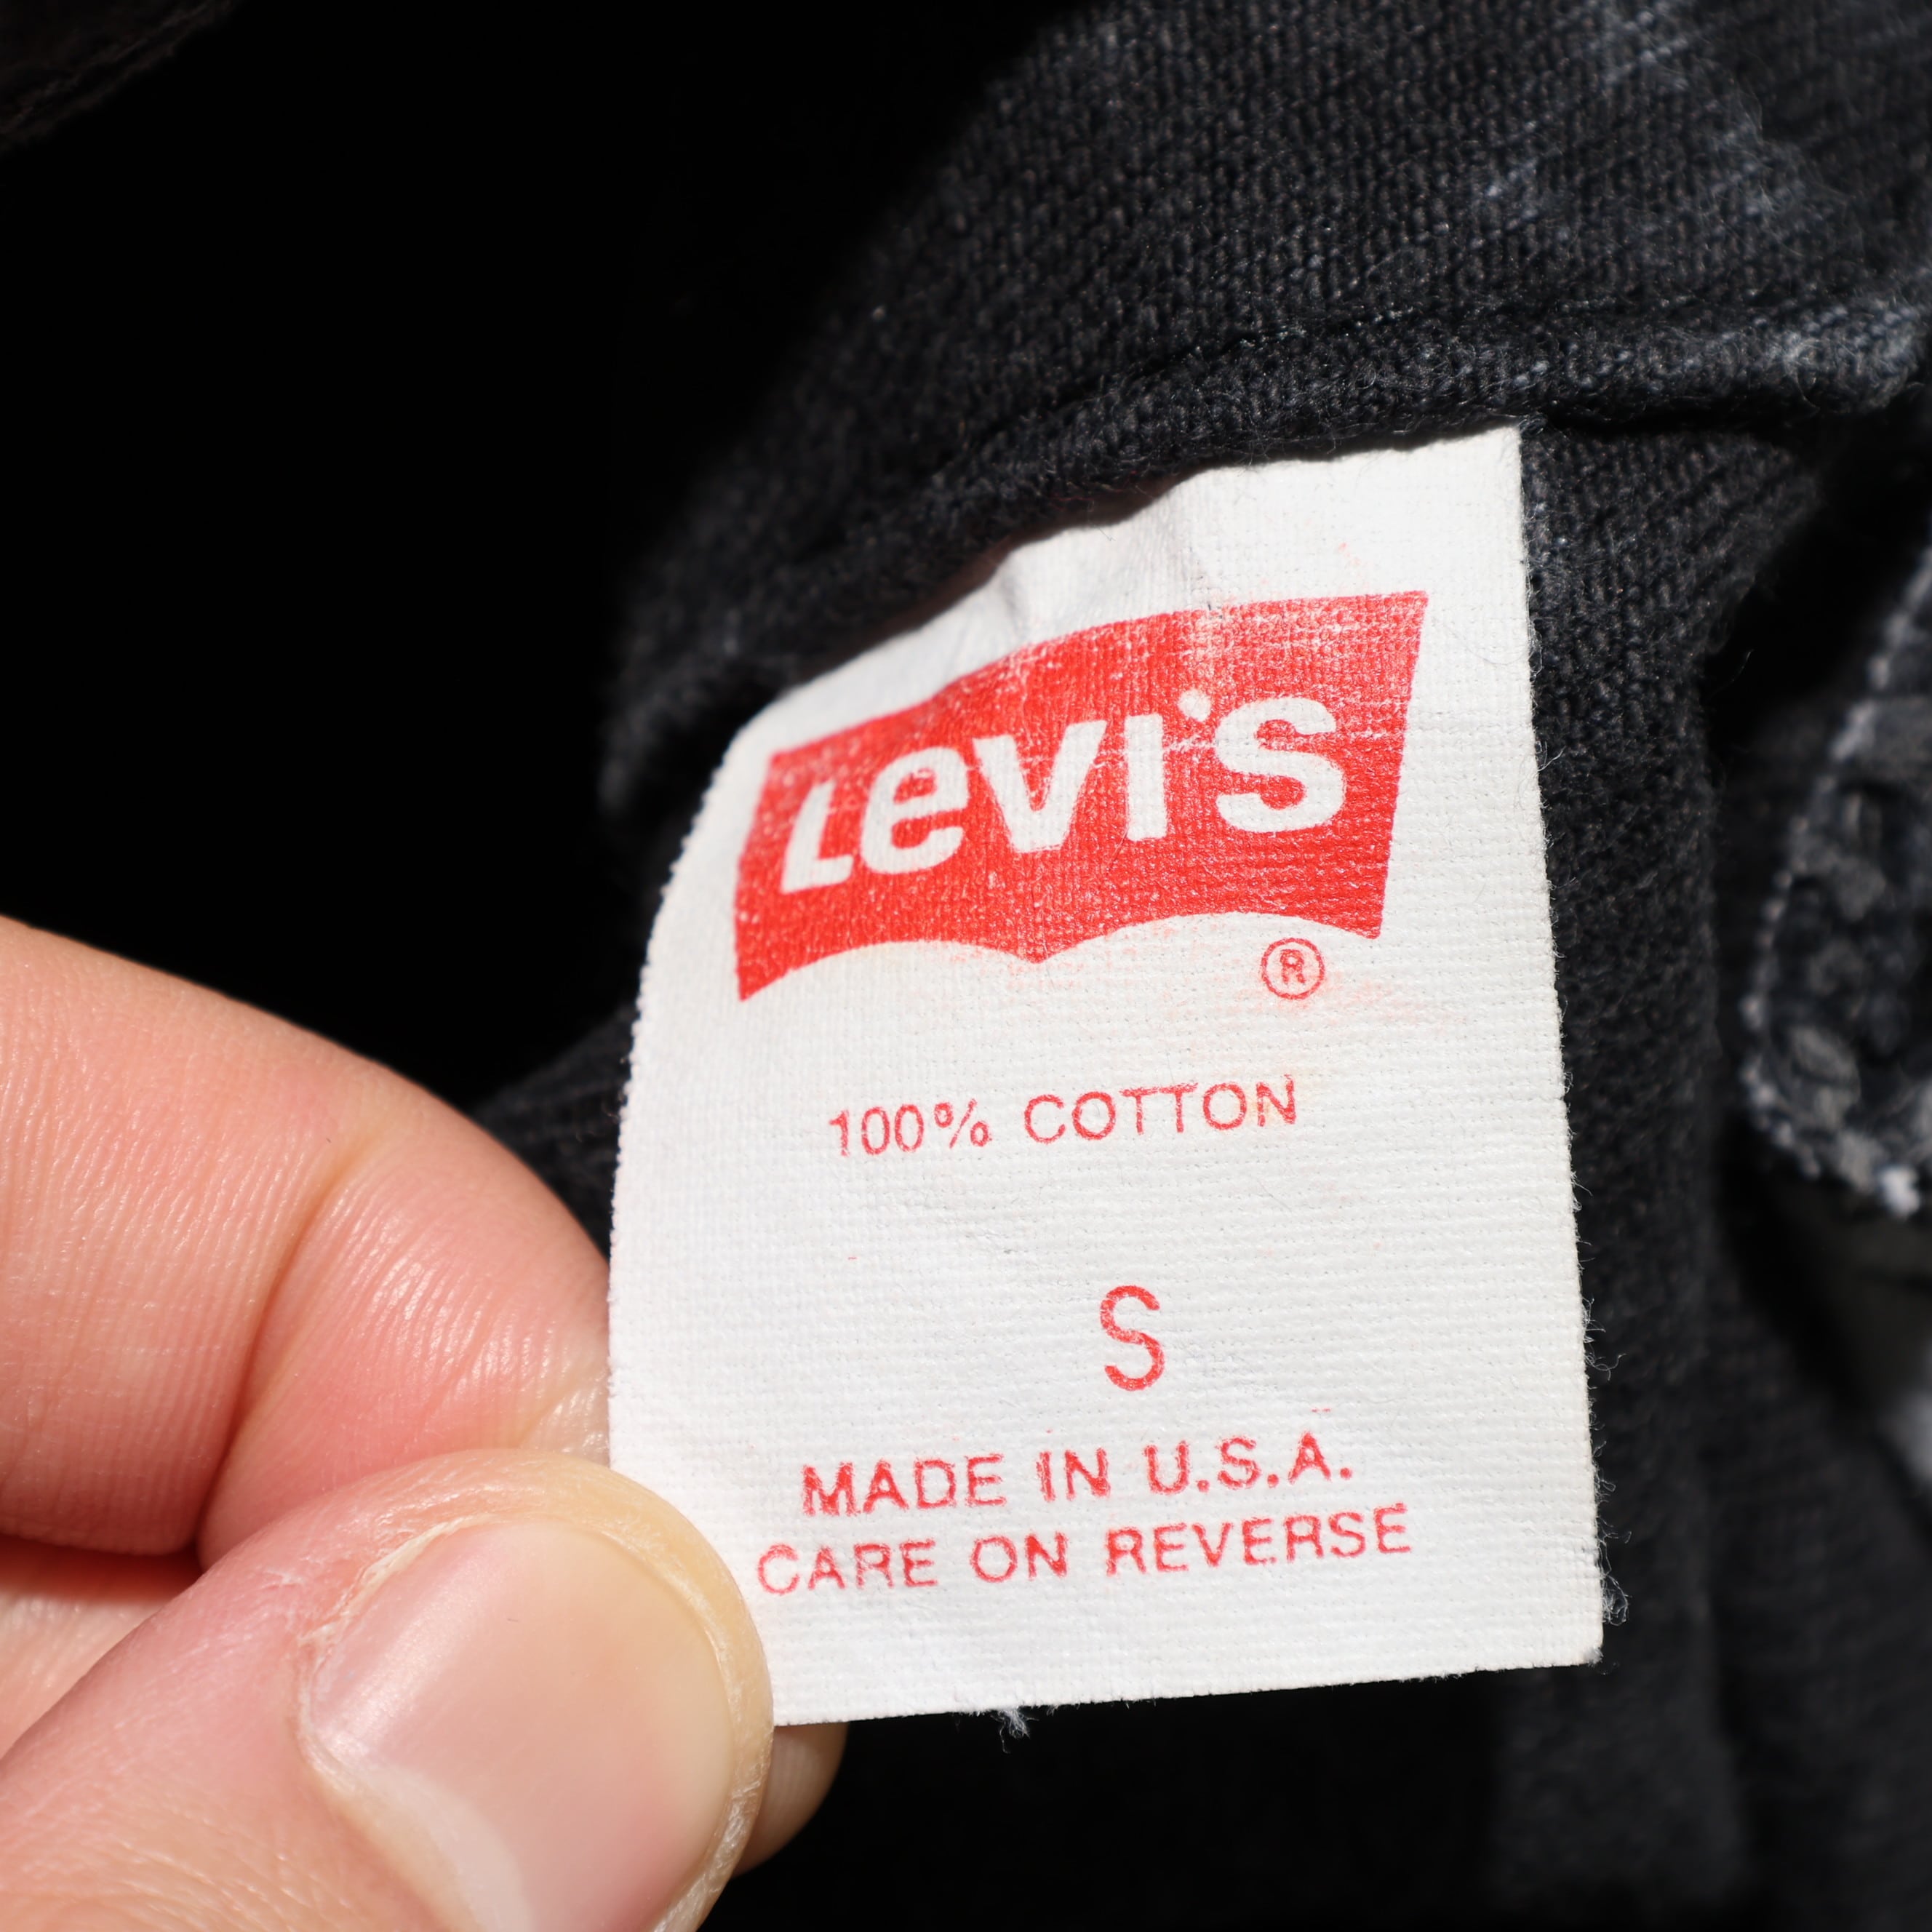 Levi's
®
100% COTTON
S
MADE IN U.S.A.
CARE ON REVERSE